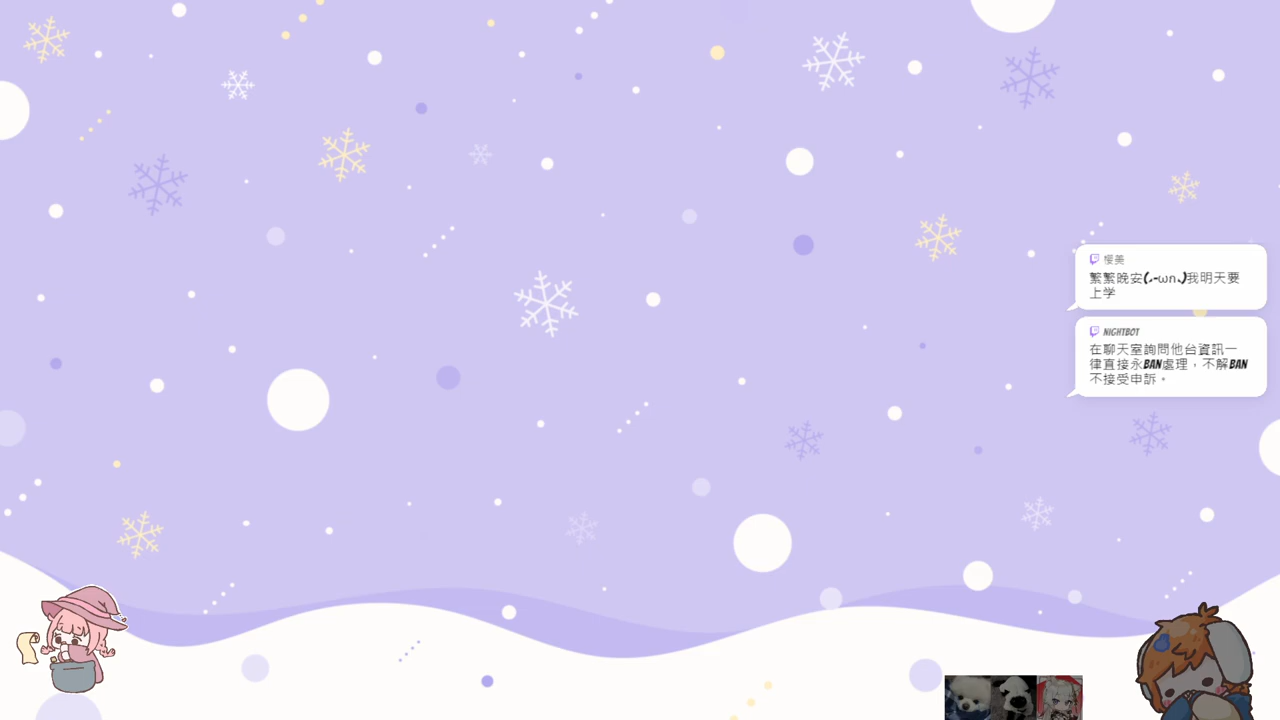 櫻美
繁繁晚安(⸝⸝-ωก⸝⸝)我明天要
上学
NIGHTBOT
在聊天室詢問他台資訊一
律直接永BAN處理，不解BAN
不接受申訴。